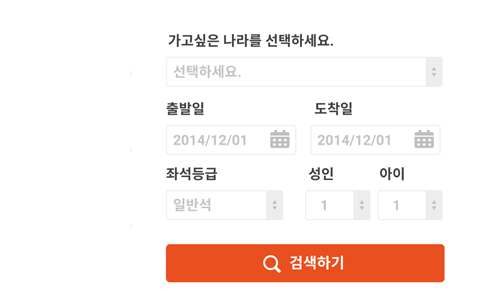 가고싶은 나라를 선택하세요.
선택하세요.
출발일 도착일
2014/12/01 2014/12/01
좌석등급 성인 아이
일반석 1 1
검색하기